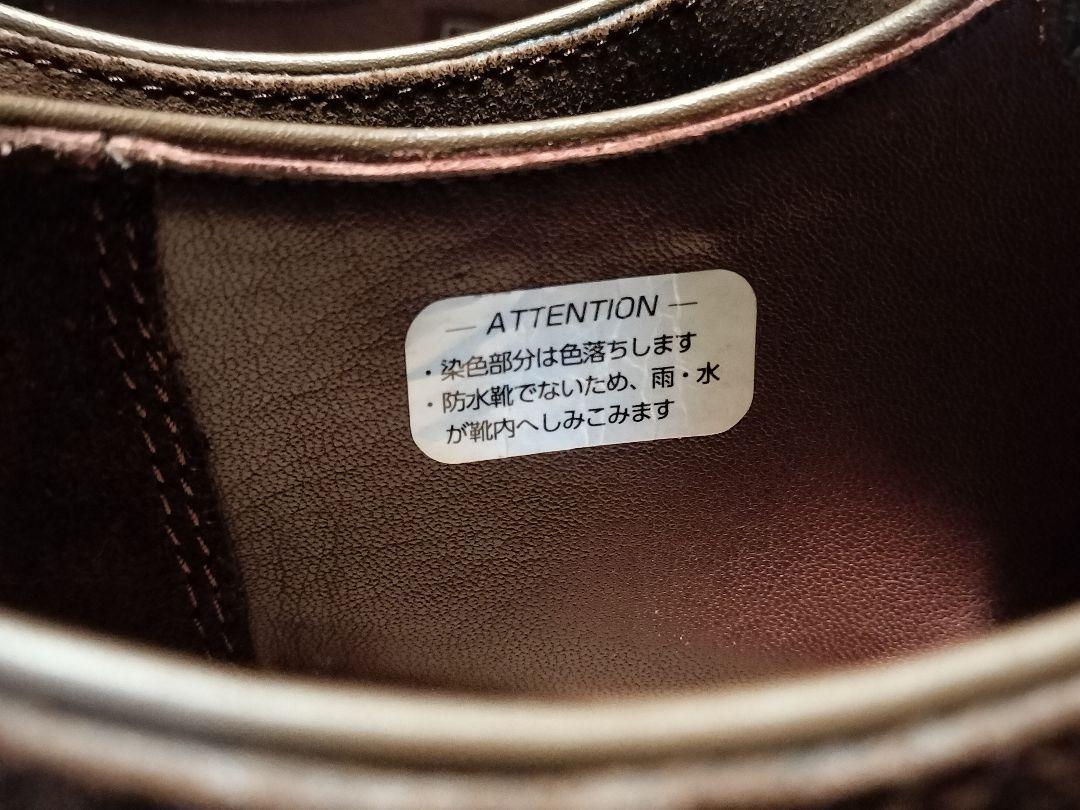 — ATTENTION —
・染色部分は色落ちします
・防水靴でないため、雨・水
が靴内へしみこみます